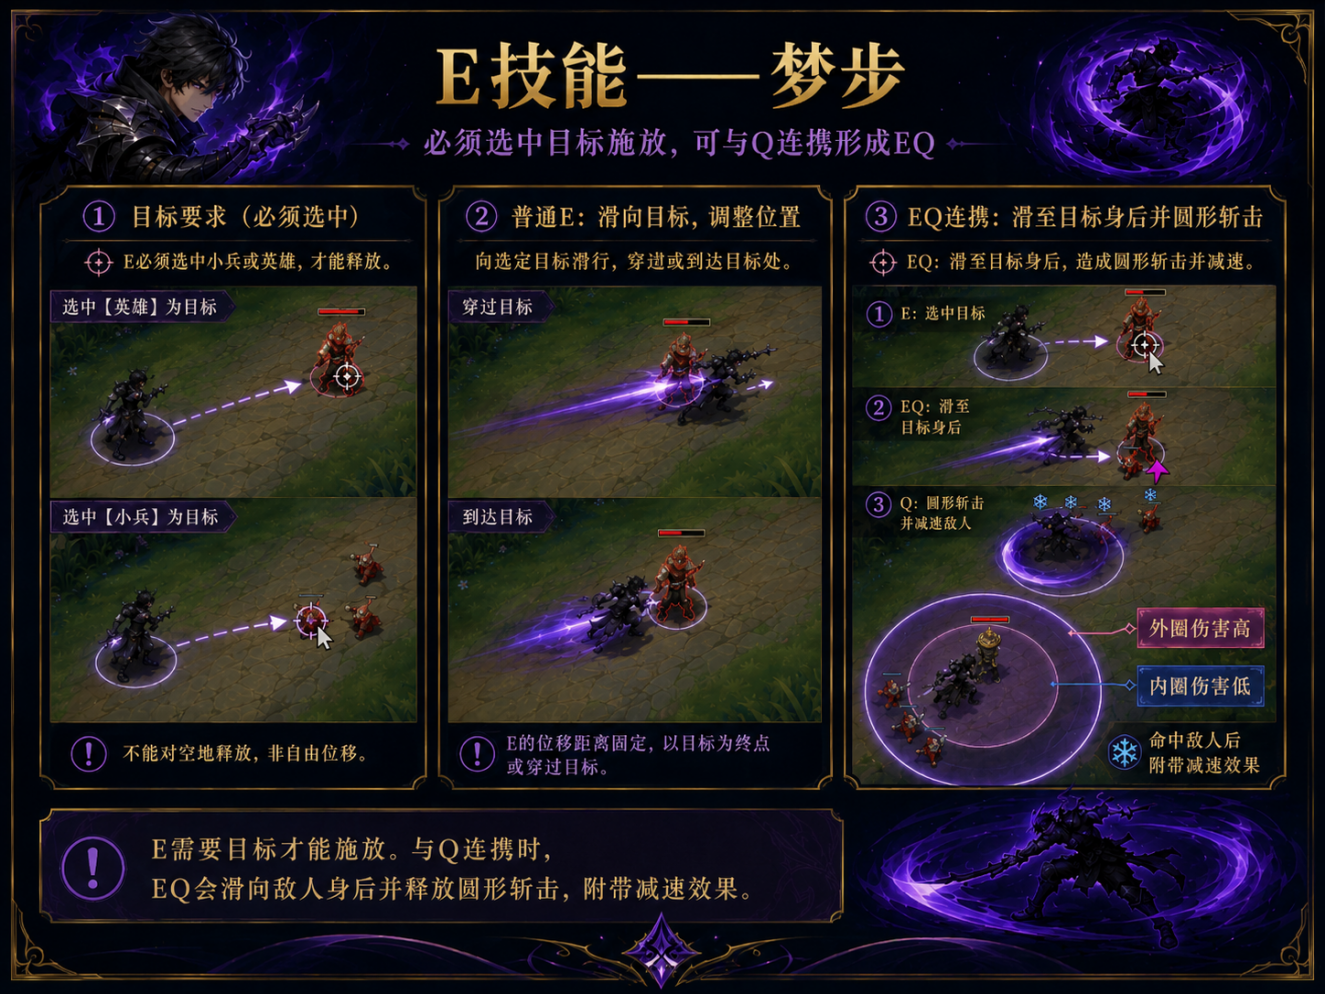 E技能——梦步
必须选中目标施放，可与Q连携形成EQ
① 目标要求（必须选中）
E必须选中小兵或英雄，才能释放。
选中【英雄】为目标
选中【小兵】为目标
! 不能对空地释放，非自由位移。
② 普通E：滑向目标，调整位置
向选定目标滑行，穿过或到达目标处。
穿过目标
到达目标
! E的位移距离固定，以目标为终点
或穿过目标。
③ EQ连携：滑至目标身后并圆形斩击
EQ：滑至目标身后，造成圆形斩击并减速。
① E：选中目标
② EQ：滑至
目标身后
③ Q：圆形斩击
并减速敌人
外圈伤害高
内圈伤害低
命中敌人后
附带减速效果
! E需要目标才能施放。与Q连携时，
EQ会滑向敌人身后并释放圆形斩击，附带减速效果。